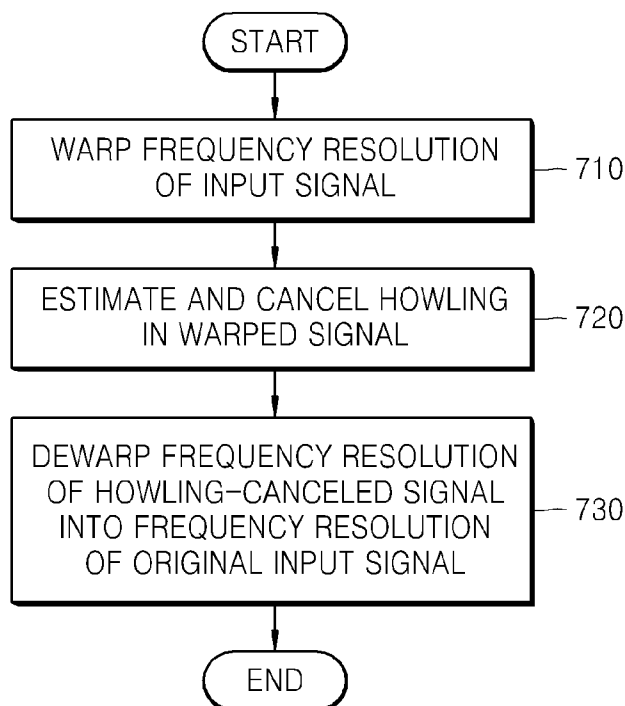 START
WARP FREQUENCY RESOLUTION
OF INPUT SIGNAL
710
ESTIMATE AND CANCEL HOWLING
IN WARPED SIGNAL
720
DEWARP FREQUENCY RESOLUTION
OF HOWLING-CANCELED SIGNAL
INTO FREQUENCY RESOLUTION
OF ORIGINAL INPUT SIGNAL
730
END